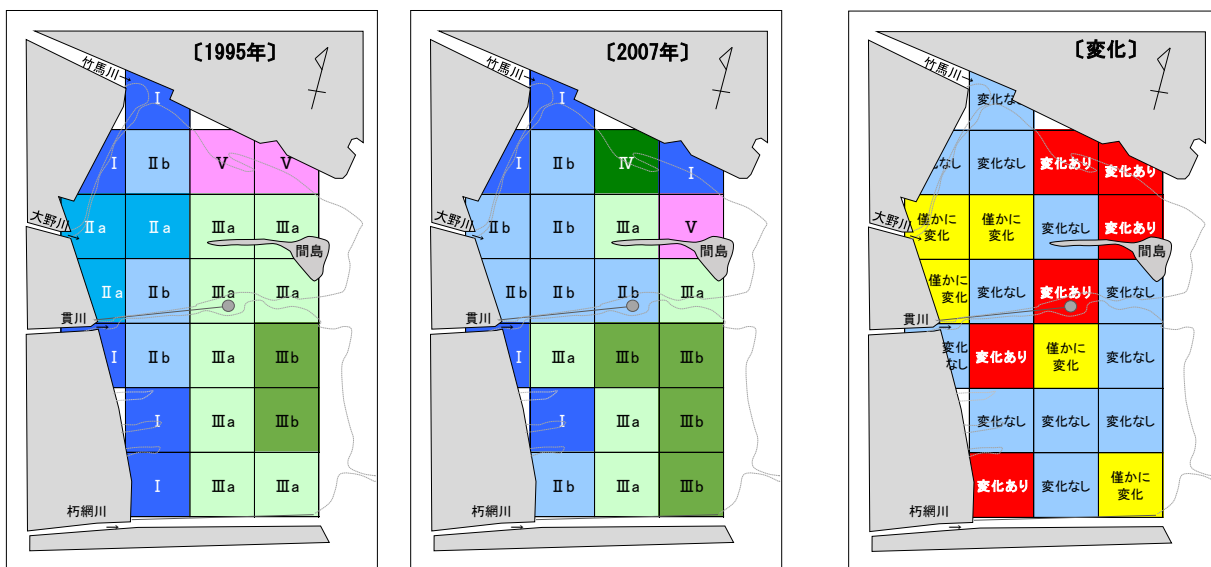 〔1995年〕
竹馬川
Ⅰ
Ⅰ Ⅱb Ⅴ Ⅴ
大野川
Ⅱa Ⅱa Ⅲa Ⅲa
間島
Ⅱa Ⅱb Ⅲa Ⅲa
貫川
Ⅰ Ⅱb Ⅲa Ⅲb
Ⅰ Ⅲa Ⅲb
Ⅰ Ⅲa Ⅲa
朽網川
〔2007年〕
竹馬川
Ⅰ
Ⅰ Ⅱb Ⅳ Ⅰ
大野川
Ⅱb Ⅱb Ⅲa Ⅴ
間島
Ⅱb Ⅱb Ⅱb Ⅲa
貫川
Ⅰ Ⅲa Ⅲb Ⅲb
Ⅰ Ⅲa Ⅲb
Ⅱb Ⅲa Ⅲb
朽網川
〔変化〕
竹馬川
変化な
化なし 変化なし 変化あり 変化あり
大野川
僅かに
変化
僅かに
変化
変化なし 変化あり
間島
僅かに
変化
変化なし 変化あり 変化なし
貫川
変化
なし
変化あり
僅かに
変化
変化なし
変化なし 変化なし 変化なし
変化あり 変化なし
僅かに
変化
朽網川